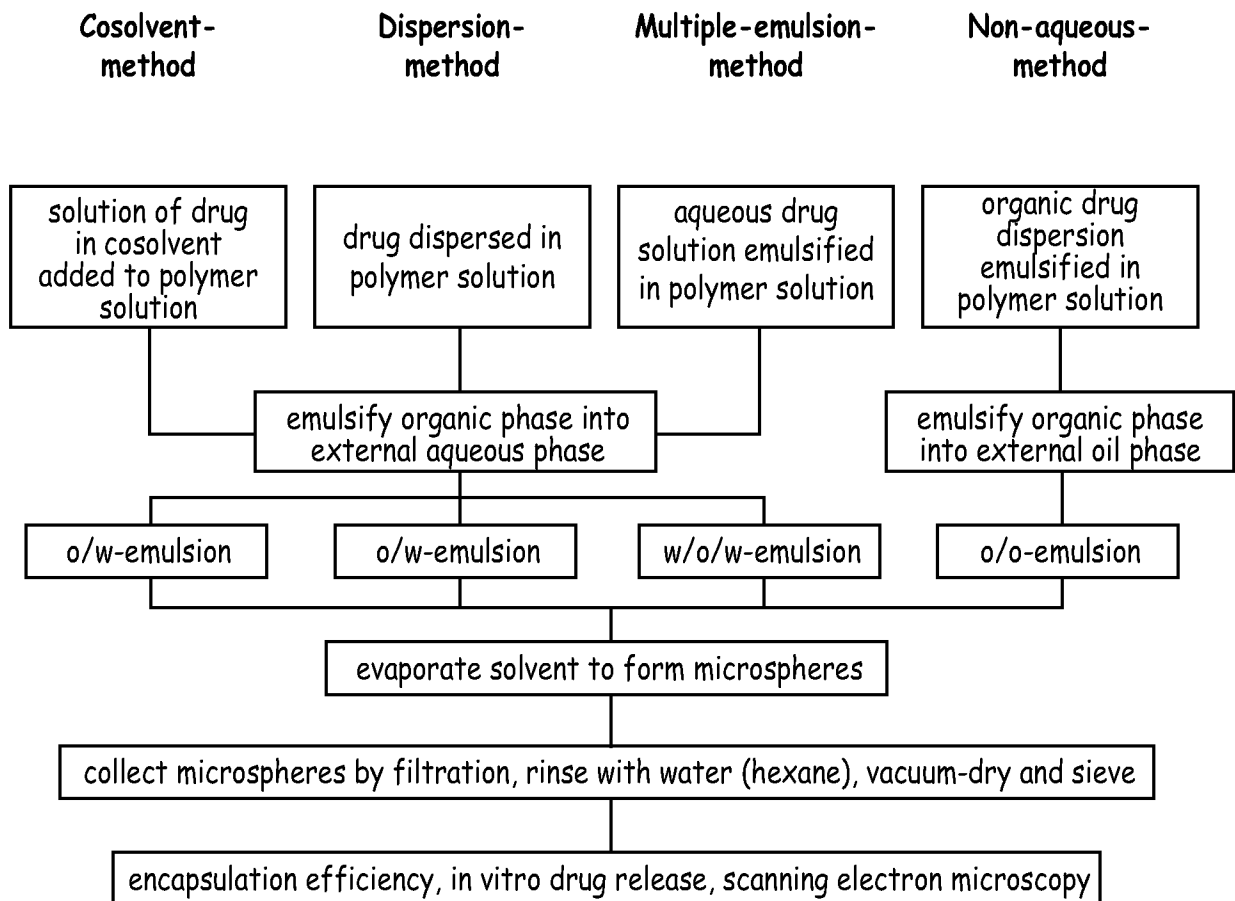 Cosolvent-
method
Dispersion-
method
Multiple-emulsion-
method
Non-aqueous-
method
solution of drug
in cosolvent
added to polymer
solution
drug dispersed in
polymer solution
aqueous drug
solution emulsified
in polymer solution
organic drug
dispersion
emulsified in
polymer solution
emulsify organic phase into
external aqueous phase
emulsify organic phase
into external oil phase
o/w-emulsion
o/w-emulsion
w/o/w-emulsion
o/o-emulsion
evaporate solvent to form microspheres
collect microspheres by filtration, rinse with water (hexane), vacuum-dry and sieve
encapsulation efficiency, in vitro drug release, scanning electron microscopy